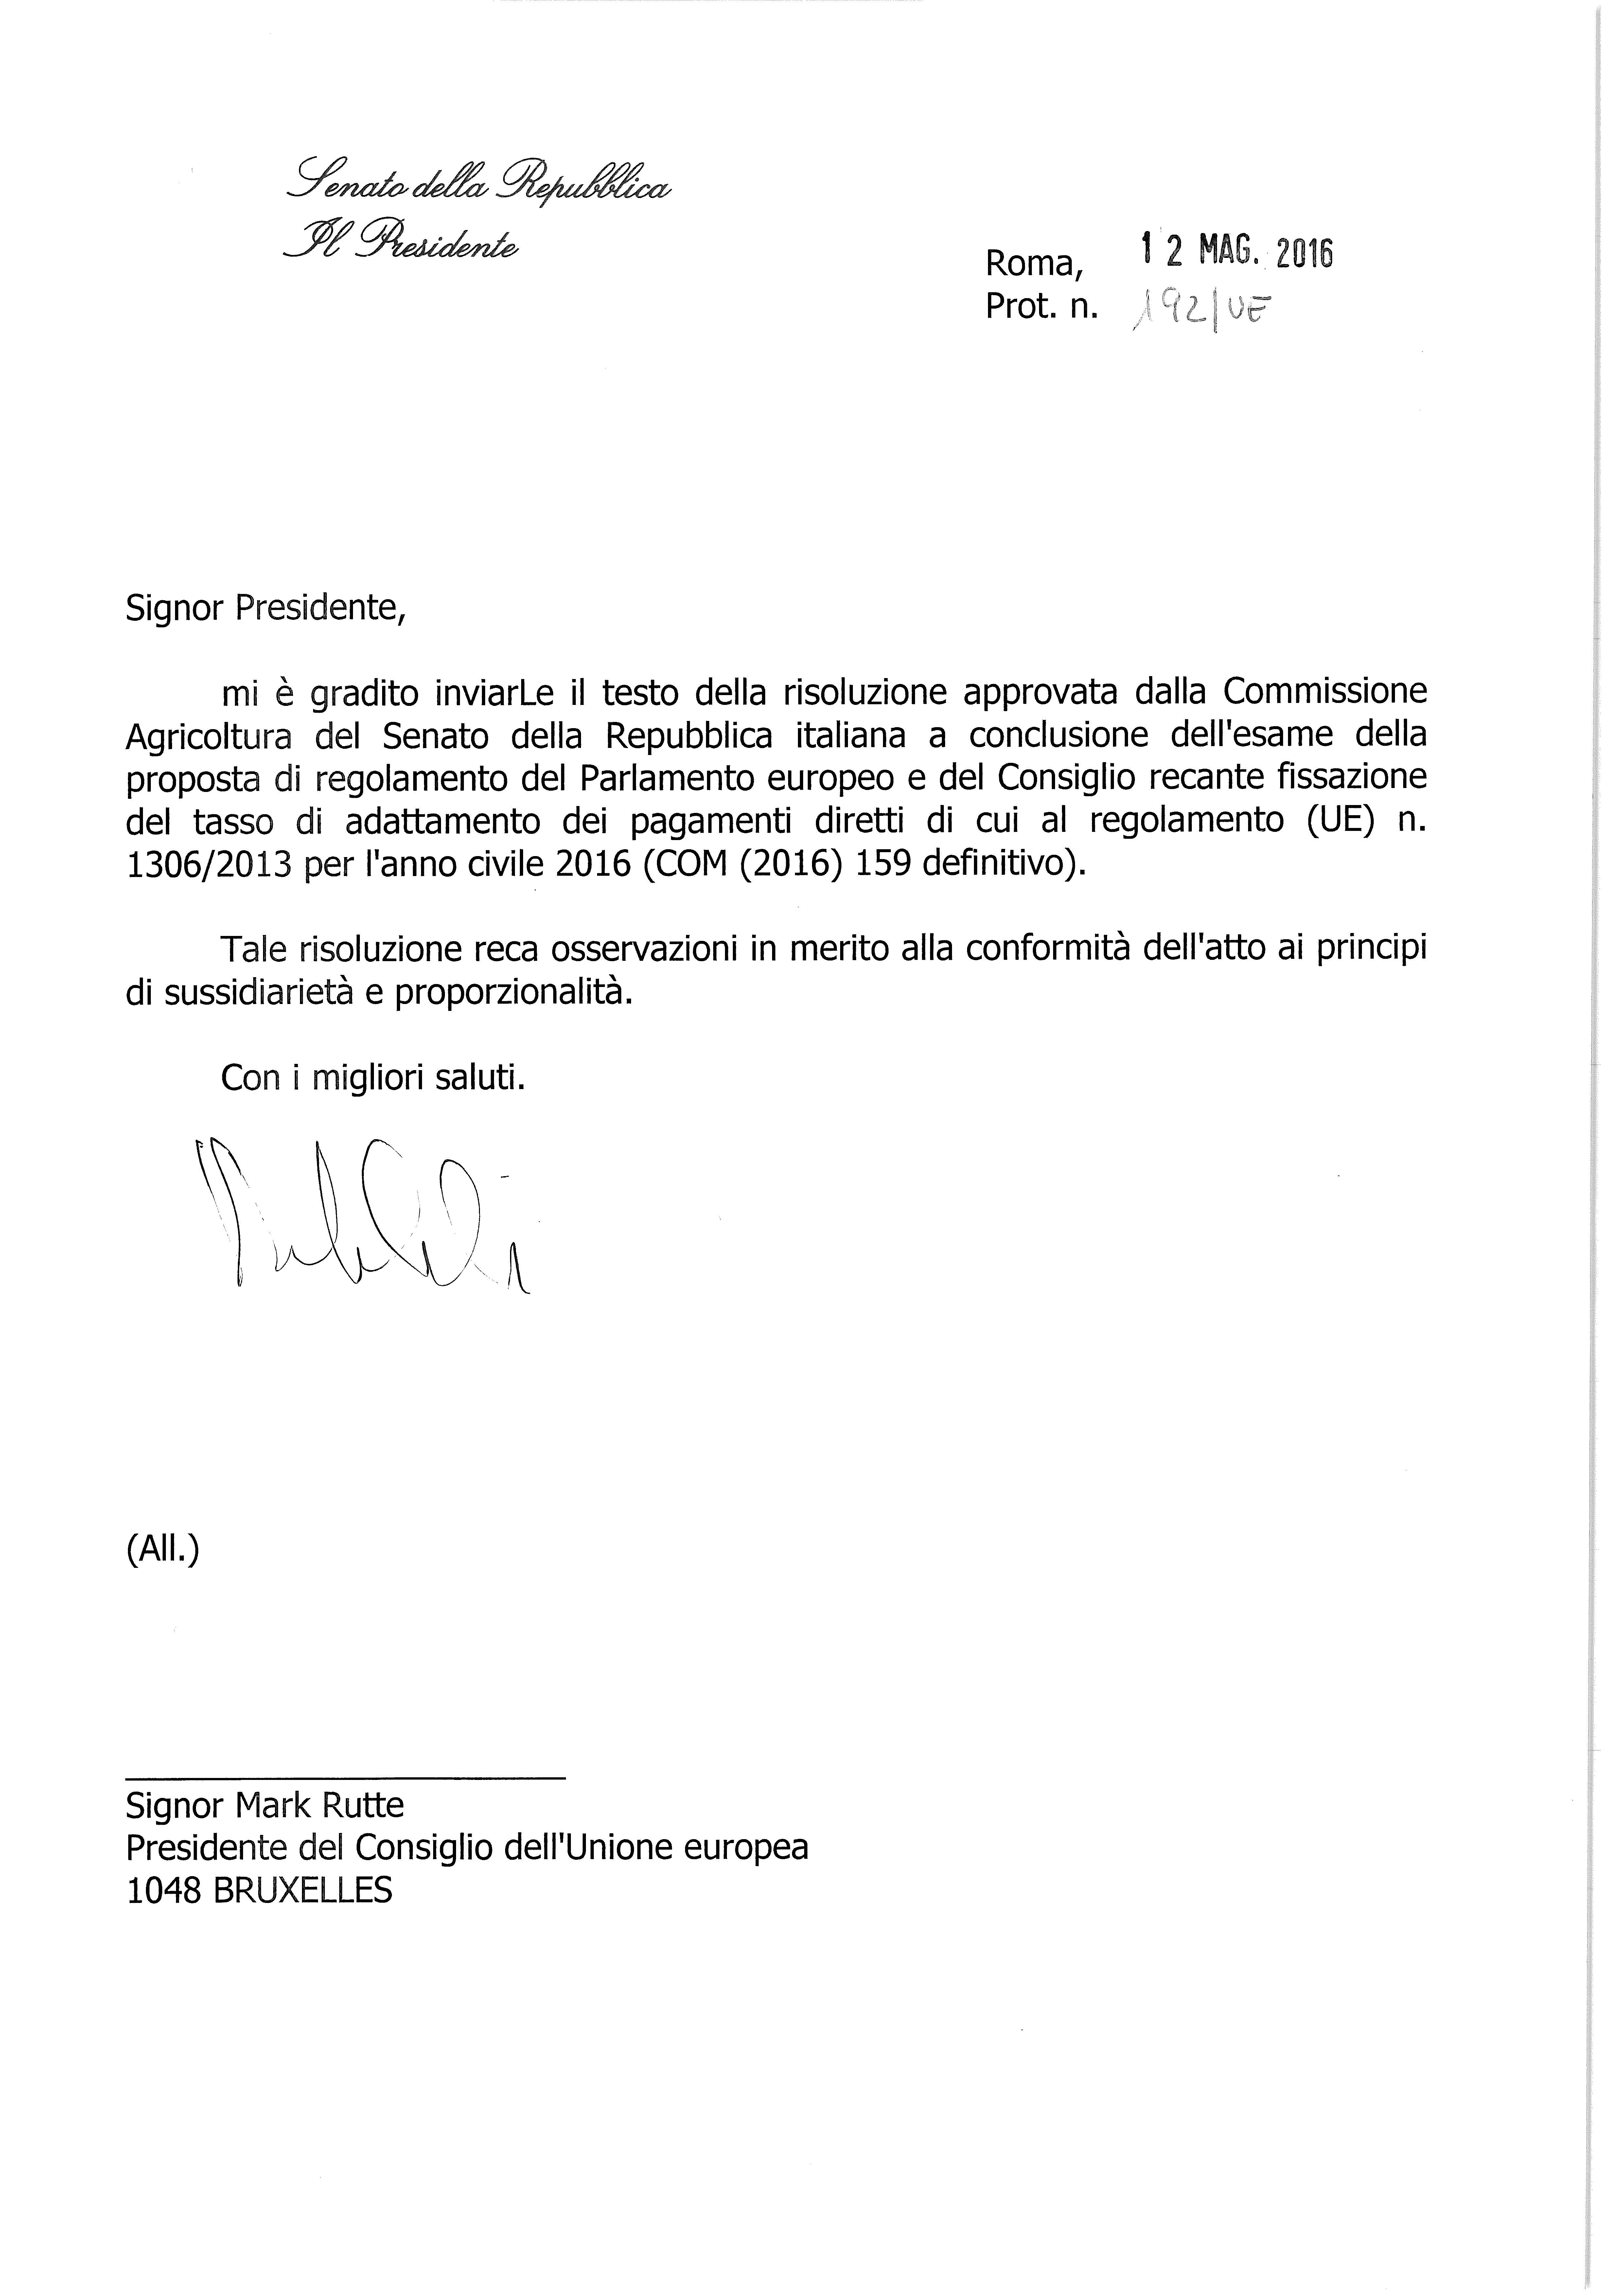 Senato della Repubblica
Il Presidente
Roma, 12 MAG. 2016
Prot. n. 192/UE
Signor Presidente,
mi è gradito inviarLe il testo della risoluzione approvata dalla Commissione
Agricoltura del Senato della Repubblica italiana a conclusione dell'esame della
proposta di regolamento del Parlamento europeo e del Consiglio recante fissazione
del tasso di adattamento dei pagamenti diretti di cui al regolamento (UE) n.
1306/2013 per l'anno civile 2016 (COM (2016) 159 definitivo).
Tale risoluzione reca osservazioni in merito alla conformità dell'atto ai principi
di sussidiarietà e proporzionalità.
Con i migliori saluti.
(All.)
Signor Mark Rutte
Presidente del Consiglio dell'Unione europea
1048 BRUXELLES